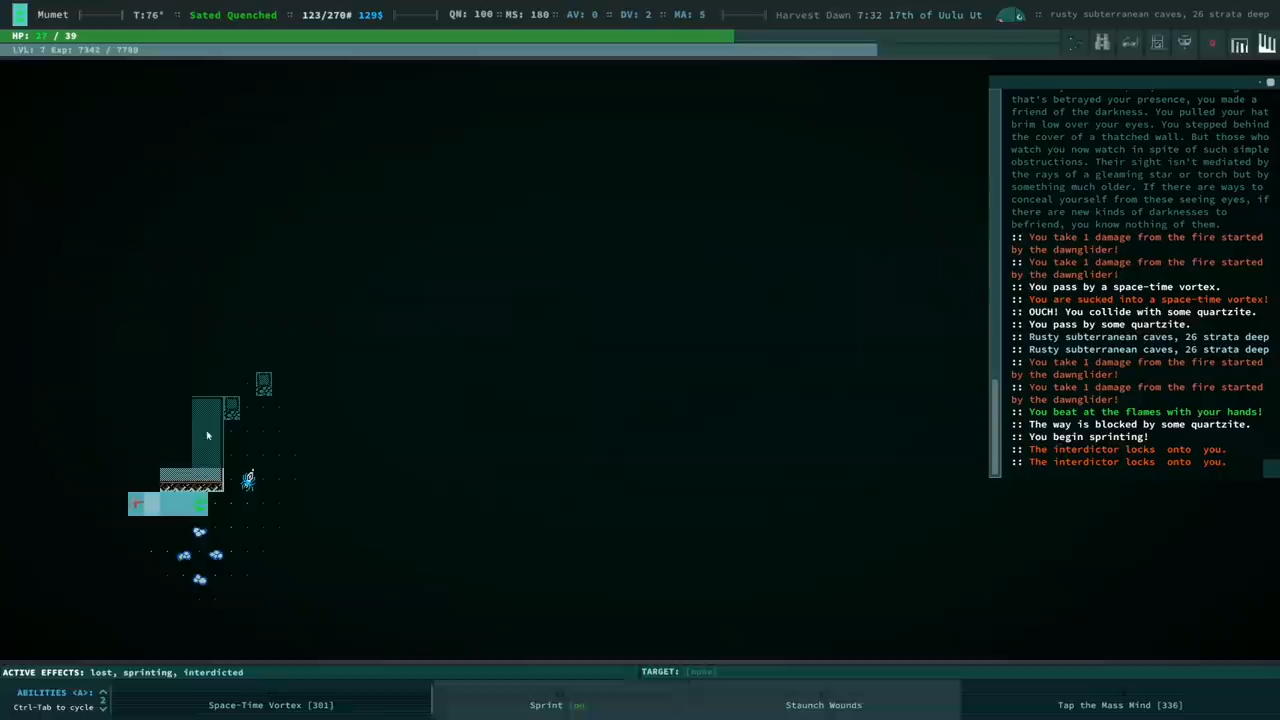 Mumet T:76° Sated Quenched :: 123/270# 129$ QN: 100 :: MS: 180 :: AV: 0 :: DV: 2 :: MA: 5 Harvest Dawn 7:32 17th of Uulu Ut :: rusty subterranean caves, 26 strata deep
HP: 27 / 39
LVL: 7 Exp: 7342 / 7780
that's betrayed your presence, you made a
friend of the darkness. You pulled your hat
brim low over your eyes. You stepped behind
the cover of a thatched wall. But those who
watch you now watch in spite of such simple
obstructions. Their sight isn't mediated by
the rays of a gleaming star or torch but by
something much older. If there are ways to
conceal yourself from these seeing eyes, if
there are new kinds of darknesses to
befriend, you know nothing of them.
:: You take 1 damage from the fire started
by the dawnglider!
:: You take 1 damage from the fire started
by the dawnglider!
:: You pass by a space-time vortex.
:: You are sucked into a space-time vortex!
:: OUCH! You collide with some quartzite.
:: You pass by some quartzite.
:: Rusty subterranean caves, 26 strata deep
:: Rusty subterranean caves, 26 strata deep
:: You take 1 damage from the fire started
by the dawnglider!
:: You take 1 damage from the fire started
by the dawnglider!
:: You beat at the flames with your hands!
:: The way is blocked by some quartzite.
:: You begin sprinting!
:: The interdictor locks onto you.
:: The interdictor locks onto you.
ACTIVE EFFECTS: lost, sprinting, interdicted TARGET: [none]
ABILITIES <A>: 2
Ctrl-Tab to cycle
Space-Time Vortex [301] Sprint [on] Staunch Wounds Tap the Mass Mind [336]